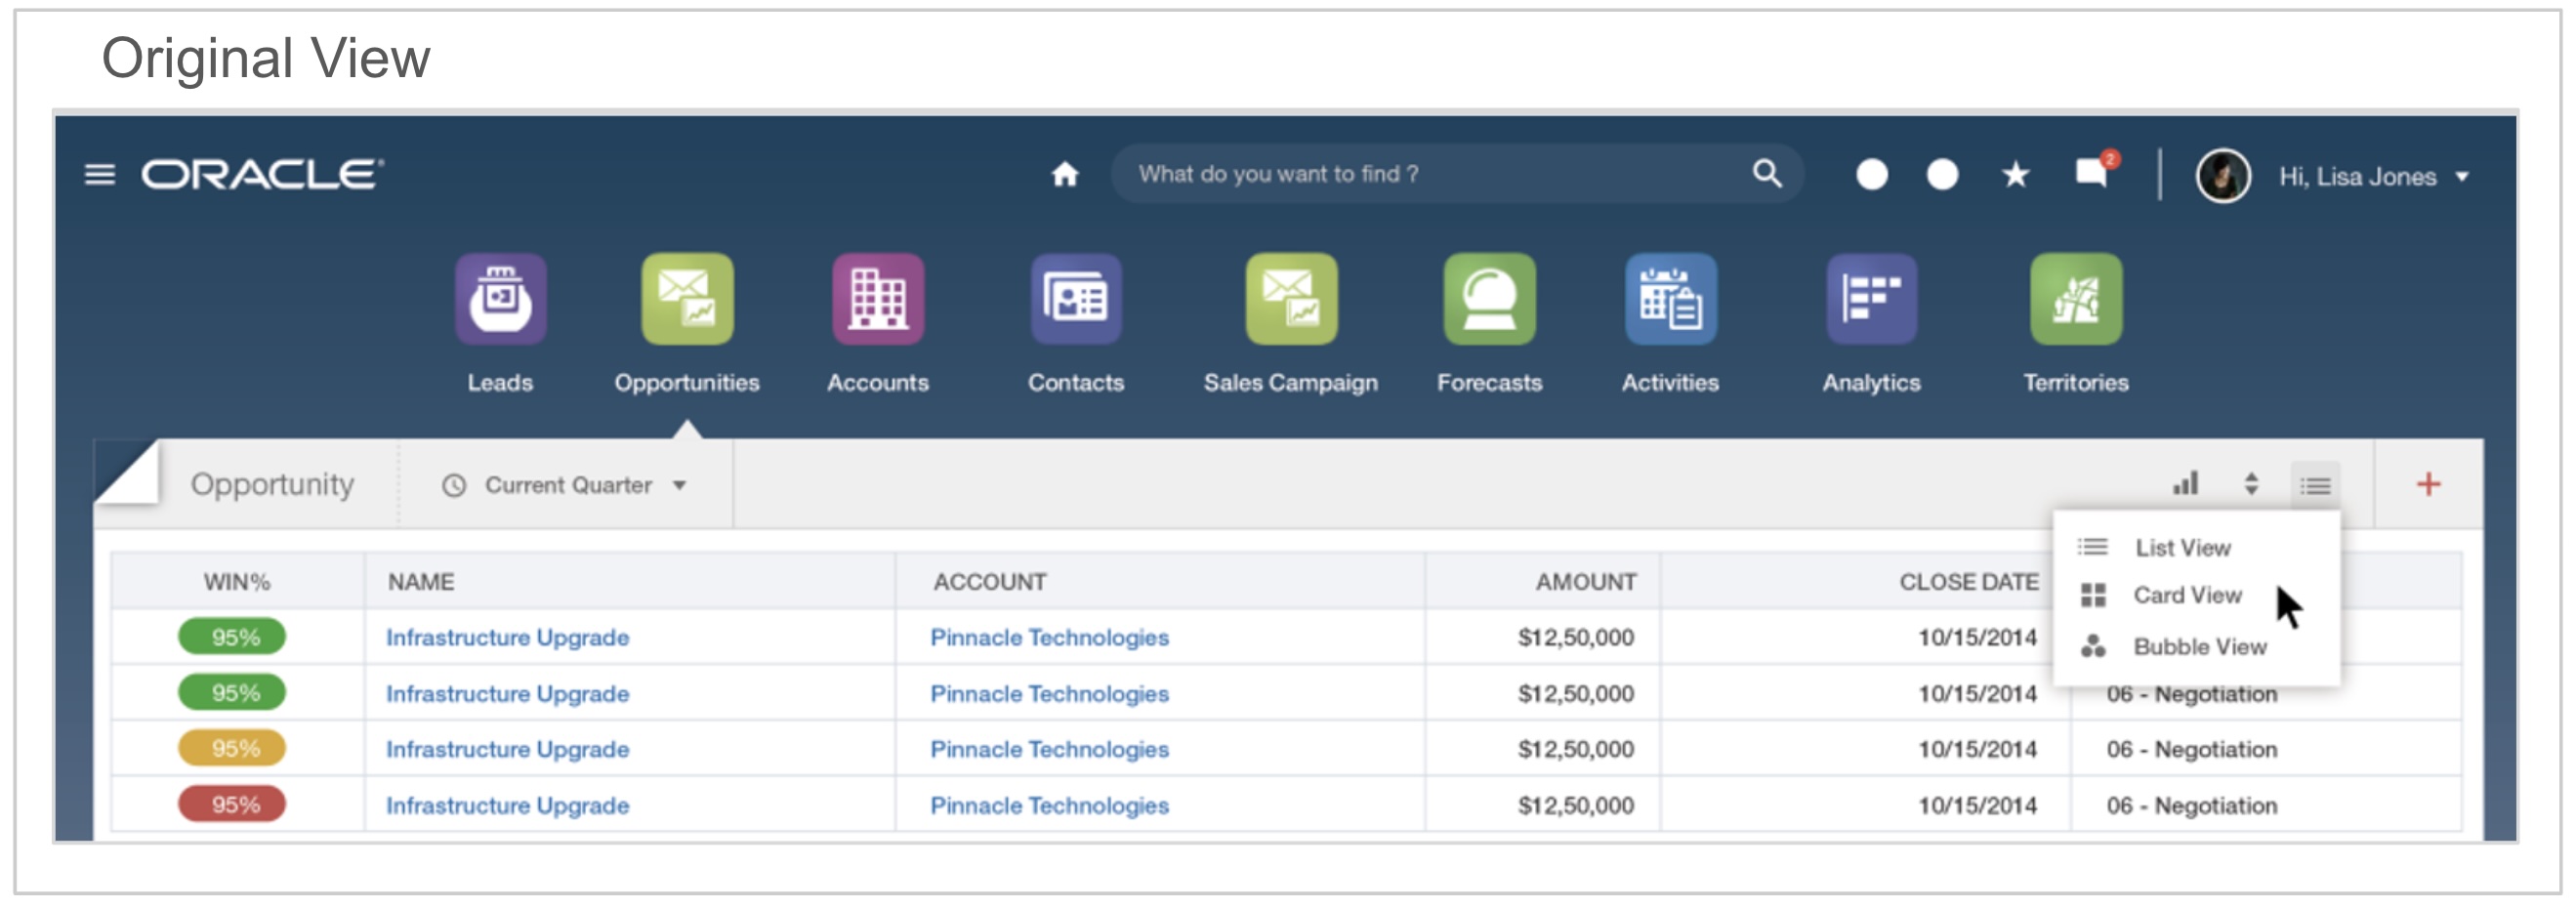 Original View
ORACLE®
What do you want to find ?
2
Hi, Lisa Jones
Leads Opportunities Accounts Contacts Sales Campaign Forecasts Activities Analytics Territories
Opportunity Current Quarter
List View
Card View
Bubble View
WIN% NAME ACCOUNT AMOUNT CLOSE DATE
95% Infrastructure Upgrade Pinnacle Technologies $12,50,000 10/15/2014
95% Infrastructure Upgrade Pinnacle Technologies $12,50,000 10/15/2014 06 - Negotiation
95% Infrastructure Upgrade Pinnacle Technologies $12,50,000 10/15/2014 06 - Negotiation
95% Infrastructure Upgrade Pinnacle Technologies $12,50,000 10/15/2014 06 - Negotiation